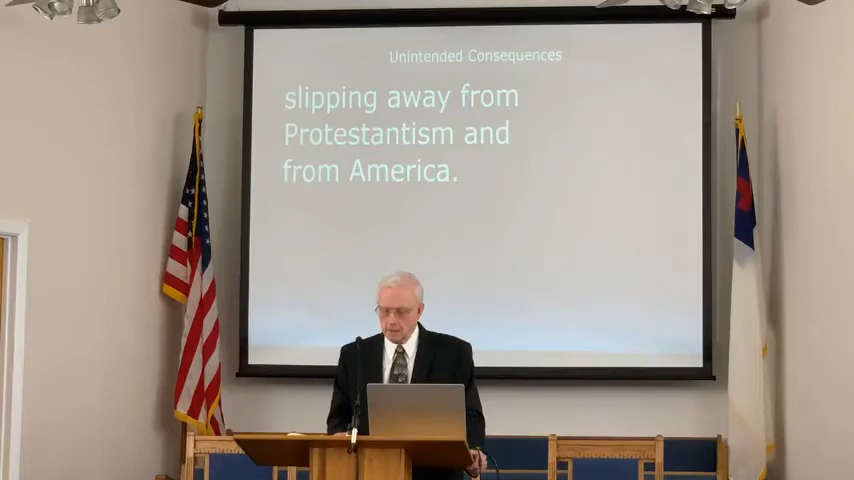 Unintended Consequences
slipping away from
Protestantism and
from America.